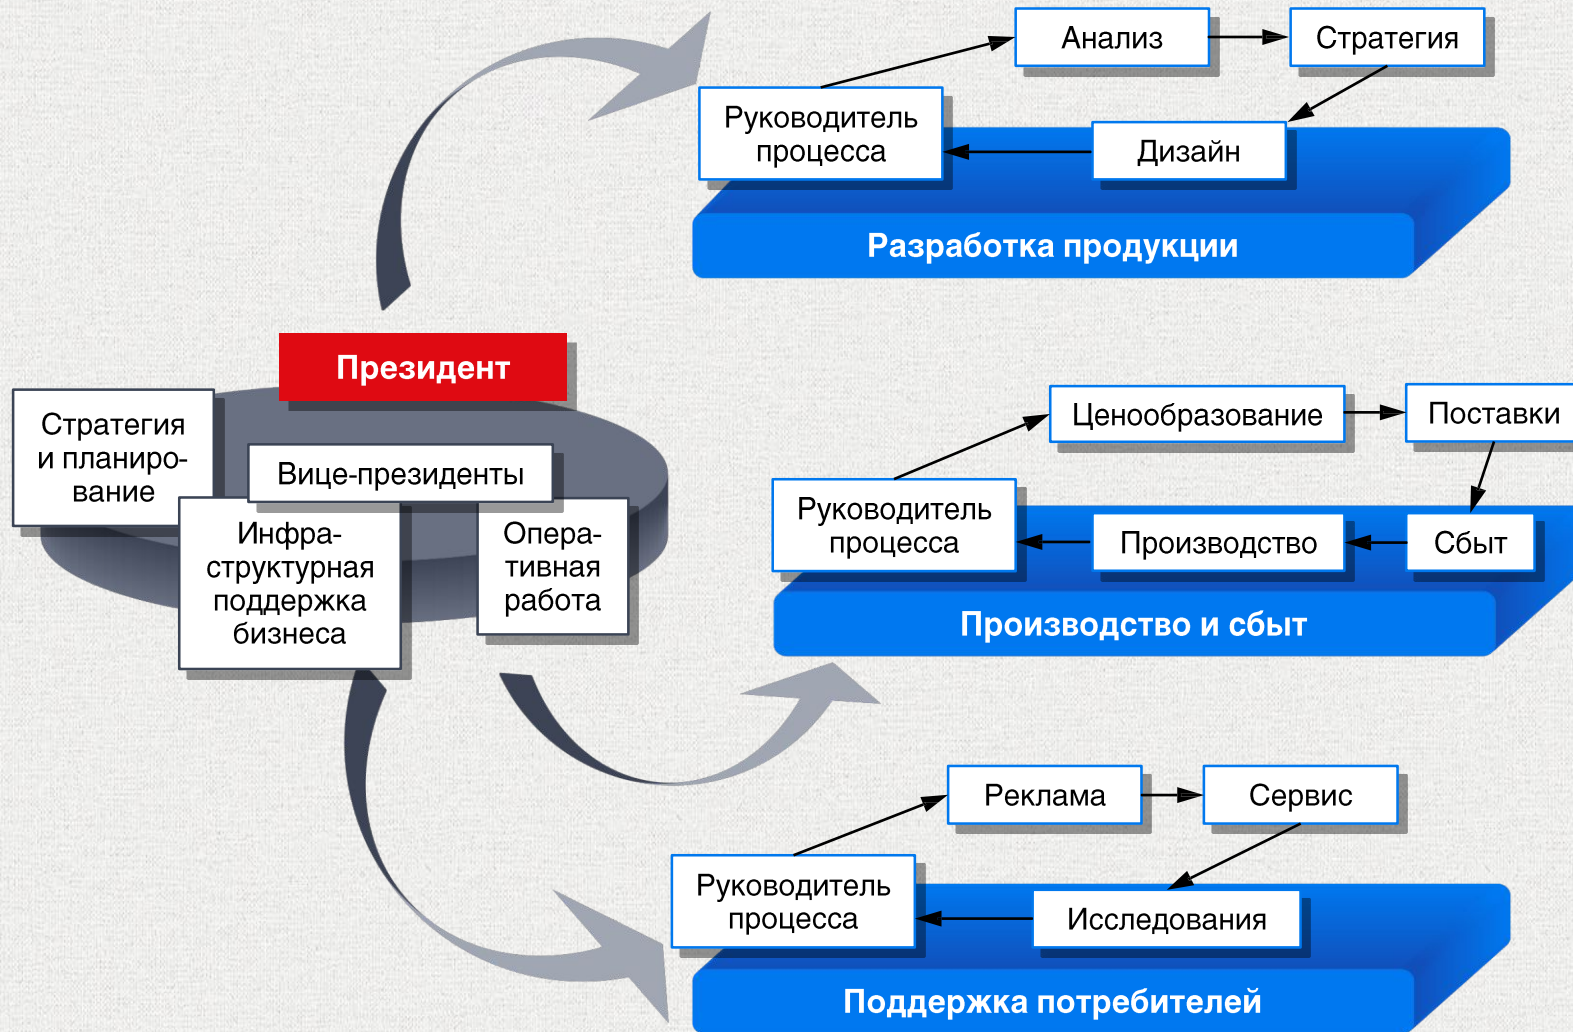 Анализ
Стратегия
Руководитель
процесса
Дизайн
Разработка продукции
Президент
Стратегия
и планиро-
вание
Вице-президенты
Инфра-
структурная
поддержка
бизнеса
Опера-
тивная
работа
Ценообразование
Поставки
Руководитель
процесса
Производство
Сбыт
Производство и сбыт
Реклама
Сервис
Руководитель
процесса
Исследования
Поддержка потребителей